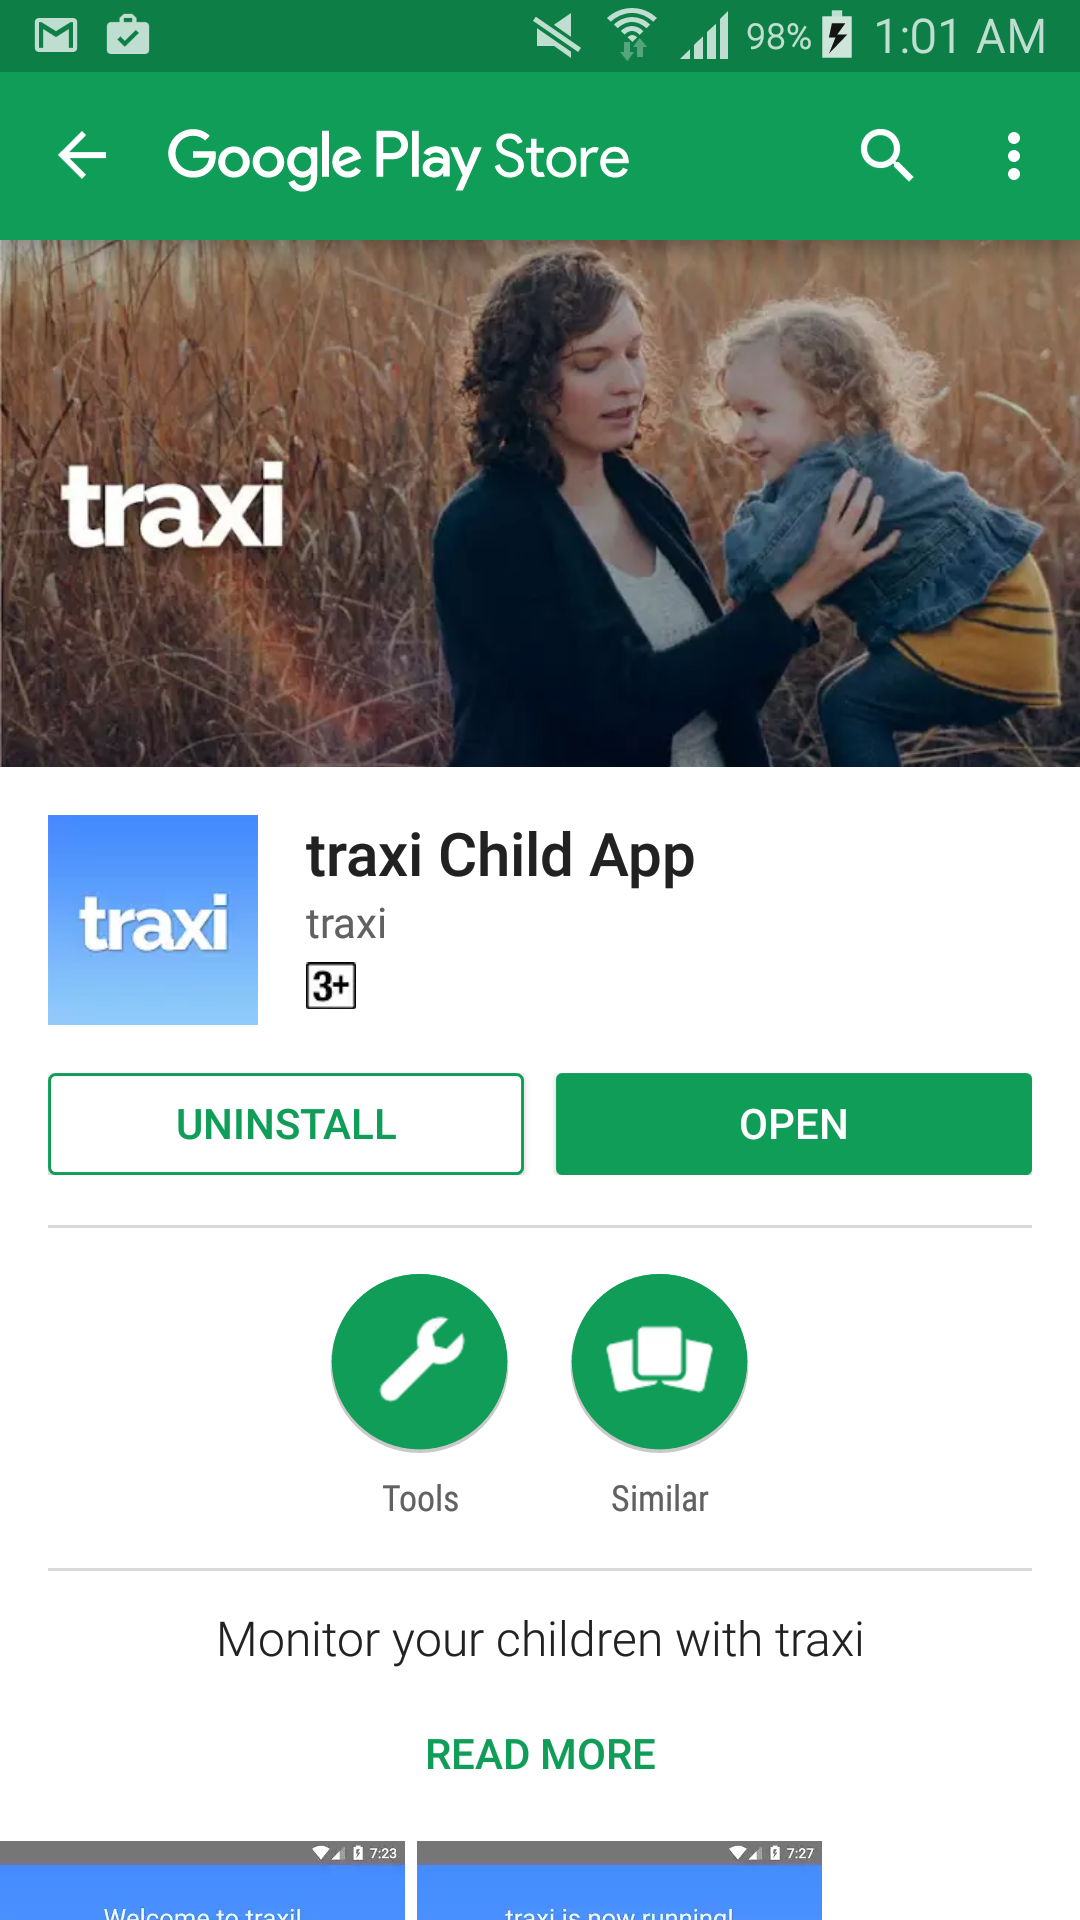 98% 1:01 AM
Google Play Store
traxi
traxi
traxi Child App
traxi
3+
UNINSTALL
OPEN
Tools
Similar
Monitor your children with traxi
READ MORE
7:23
7:27
Welcome to traxi!
traxi is now running!